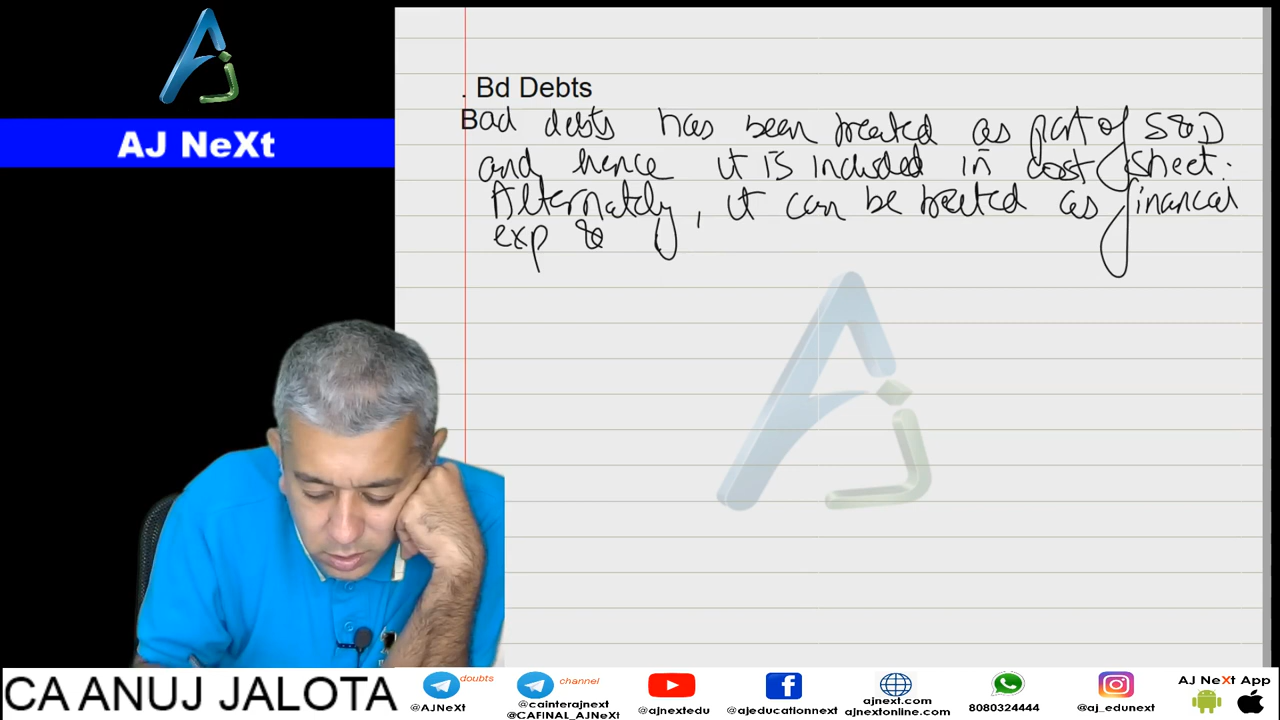 AJ NeXt
. Bd Debts
Bad debts has been treated as part of S&D
and hence it is included in cost sheet.
Alternately, it can be treated as financial
exp &
CA ANUJ JALOTA
doubts
@AJNeXt
channel
@cainterajnext
@CAFINAL_AJNeXt
@ajnextedu
@ajeducationnext
ajnext.com
ajnextonline.com
8080324444
@aj_edunext
AJ NeXt App